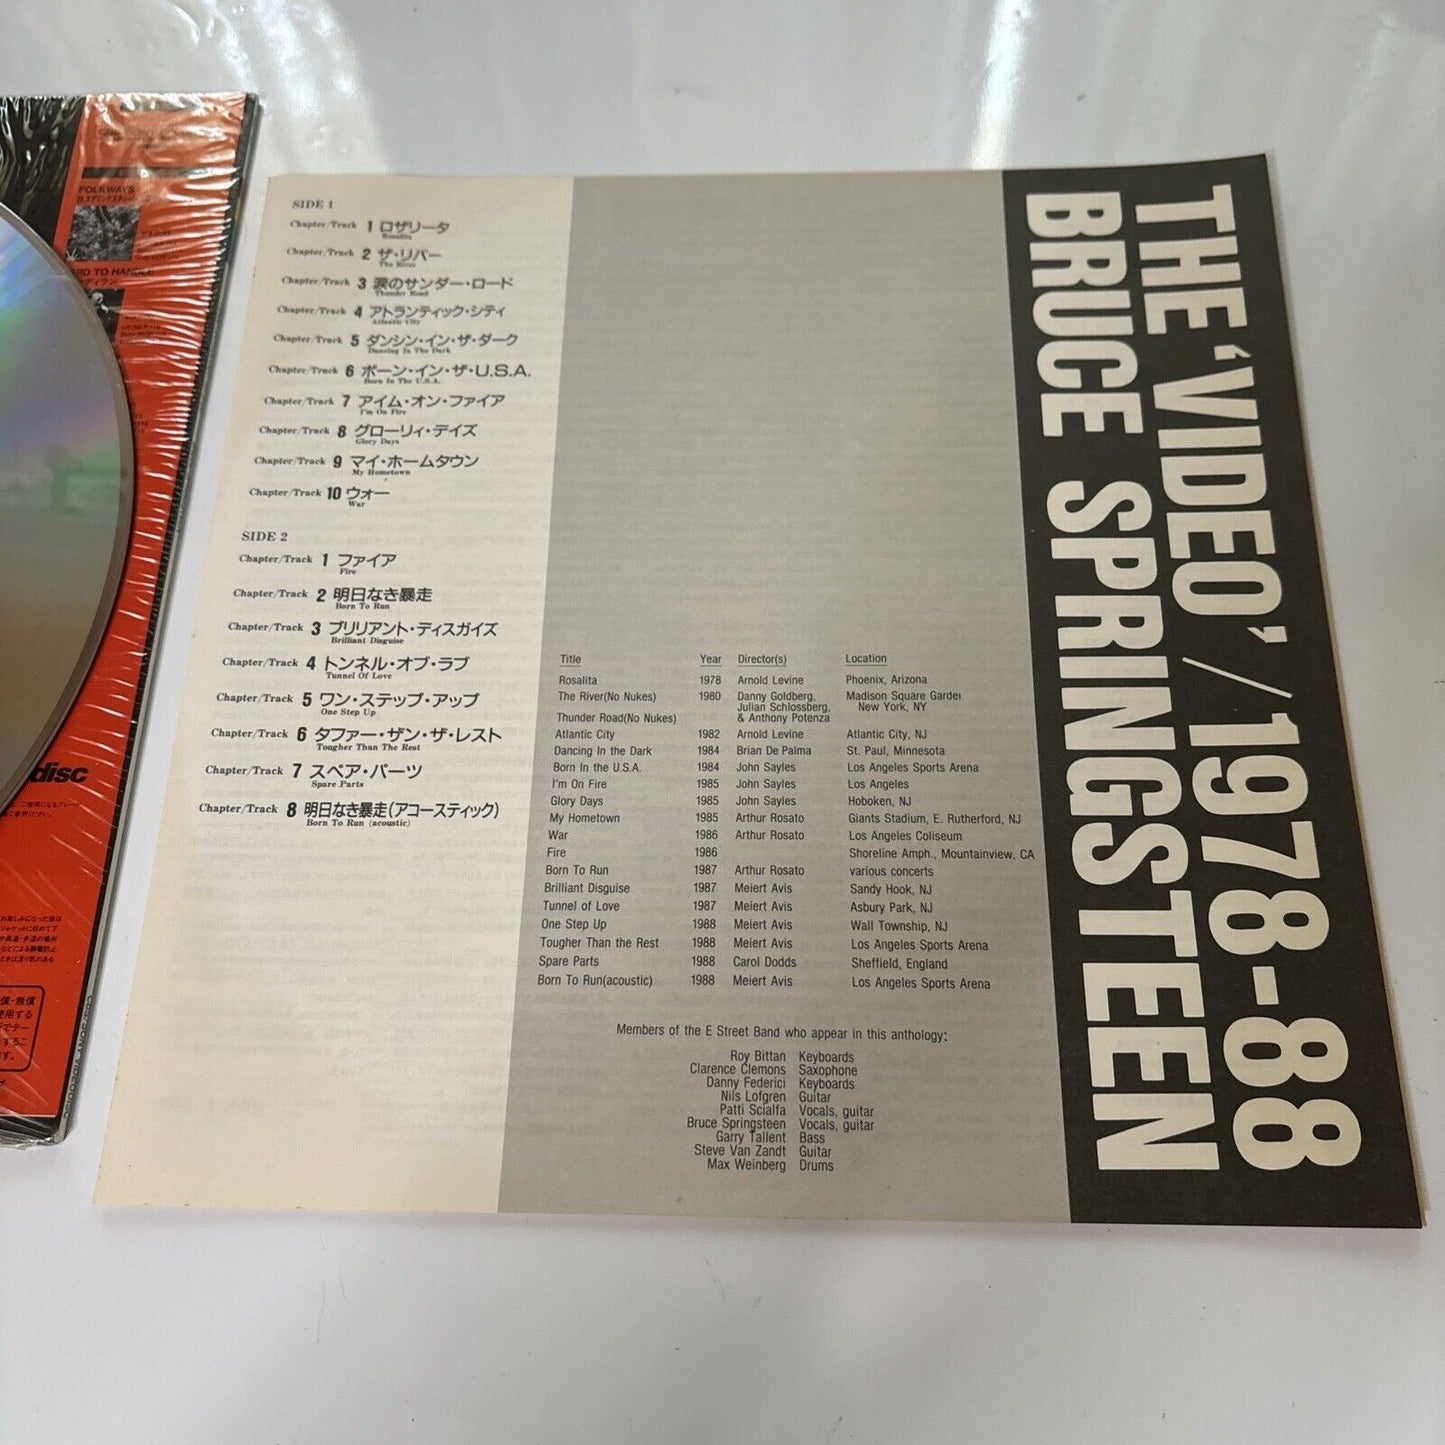 FOLKWAYS
ARD TO HANDLE
disc
お楽しみになった後は
償・無償
使用する
SIDE 1
Chapter/Track 1 ロザリータ
Rosalita
Chapter/Track 2 ザ・リバー
The River
Chapter/Track 3 涙のサンダー・ロード
Thunder Road
Chapter/Track 4 アトランティック・シティ
Atlantic City
Chapter/Track 5 ダンシン・イン・ザ・ダーク
Dancing In The Dark
Chapter/Track 6 ボーン・イン・ザ・U.S.A.
Born In The U.S.A.
Chapter/Track 7 アイム・オン・ファイア
I'm On Fire
Chapter/Track 8 グローリィ・デイズ
Glory Days
Chapter/Track 9 マイ・ホームタウン
My Hometown
Chapter/Track 10 ウォー
War
SIDE 2
Chapter/Track 1 ファイア
Fire
Chapter/Track 2 明日なき暴走
Born To Run
Chapter/Track 3 ブリリアント・ディスガイズ
Brilliant Disguise
Chapter/Track 4 トンネル・オブ・ラブ
Tunnel Of Love
Chapter/Track 5 ワン・ステップ・アップ
One Step Up
Chapter/Track 6 タファー・ザン・ザ・レスト
Tougher Than The Rest
Chapter/Track 7 スペア・パーツ
Spare Parts
Chapter/Track 8 明日なき暴走(アコースティック)
Born To Run (acoustic)
Title Year Director(s) Location
Rosalita 1978 Arnold Levine Phoenix, Arizona
The River(No Nukes) 1980 Danny Goldberg, Madison Square Garden
Julian Schlossberg, New York, NY
Thunder Road(No Nukes) & Anthony Potenza
Atlantic City 1982 Arnold Levine Atlantic City, NJ
Dancing In the Dark 1984 Brian De Palma St. Paul, Minnesota
Born In the U.S.A. 1984 John Sayles Los Angeles Sports Arena
I'm On Fire 1985 John Sayles Los Angeles
Glory Days 1985 John Sayles Hoboken, NJ
My Hometown 1985 Arthur Rosato Giants Stadium, E. Rutherford, NJ
War 1986 Arthur Rosato Los Angeles Coliseum
Fire 1986 Shoreline Amph., Mountainview, CA
Born To Run 1987 Arthur Rosato various concerts
Brilliant Disguise 1987 Meiert Avis Sandy Hook, NJ
Tunnel of Love 1987 Meiert Avis Asbury Park, NJ
One Step Up 1988 Meiert Avis Wall Township, NJ
Tougher Than the Rest 1988 Meiert Avis Los Angeles Sports Arena
Spare Parts 1988 Carol Dodds Sheffield, England
Born To Run(acoustic) 1988 Meiert Avis Los Angeles Sports Arena
Members of the E Street Band who appear in this anthology:
Roy Bittan Keyboards
Clarence Clemons Saxophone
Danny Federici Keyboards
Nils Lofgren Guitar
Patti Scialfa Vocals, guitar
Bruce Springsteen Vocals, guitar
Garry Tallent Bass
Steve Van Zandt Guitar
Max Weinberg Drums
THE 'VIDEO' / 1978-88
BRUCE SPRINGSTEEN